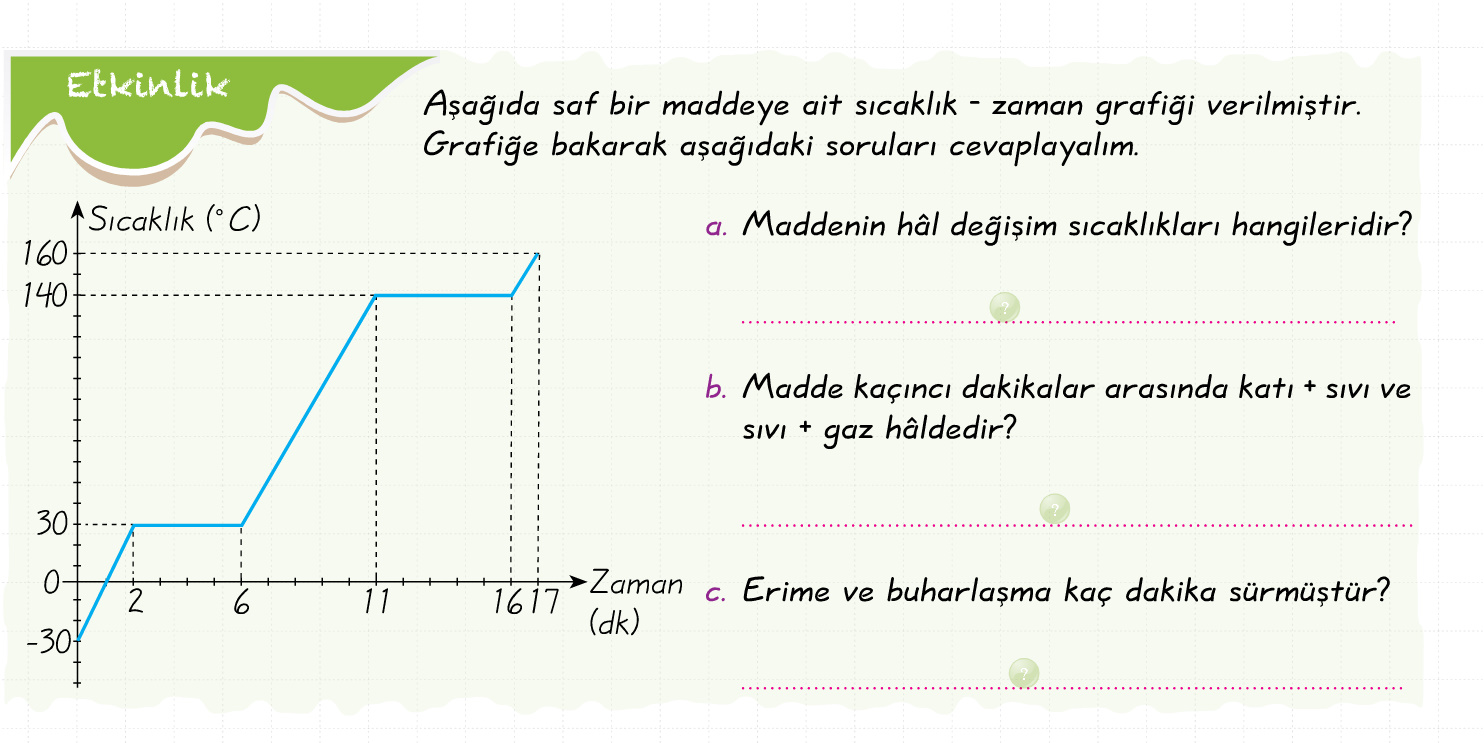 Etkinlik
Aşağıda saf bir maddeye ait sıcaklık - zaman grafiği verilmiştir.
Grafiğe bakarak aşağıdaki soruları cevaplayalım.
Sıcaklık (°C)
160
140
30
0
-30
2
6
11
16
17
Zaman
(dk)
a. Maddenin hâl değişim sıcaklıkları hangileridir?
?
b. Madde kaçıncı dakikalar arasında katı + sıvı ve
sıvı + gaz hâldedir?
?
c. Erime ve buharlaşma kaç dakika sürmüştür?
?